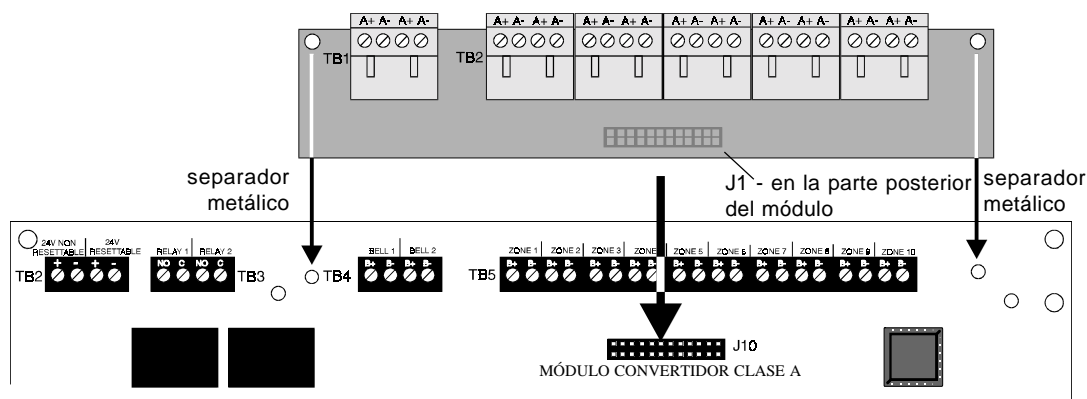 A+ A- A+ A-
A+ A- A+ A- A+ A- A+ A- A+ A- A+ A- A+ A- A+ A- A+ A- A+ A-
TB1
TB2
separador
metálico
J1 - en la parte posterior
del módulo
separador
metálico
24V NON
RESETTABLE
24V
RESETTABLE
RELAY 1
RELAY 2
BELL 1
BELL 2
ZONE 1
ZONE 2
ZONE 3
ZONE
ZONE 5
ZONE 6
ZONE 7
ZONE 8
ZONE 9
ZONE 10
TB2
+ - + -
NO C NO C
TB3
TB4
B+ B- B+ B-
TB5
B+ B- B+ B- B+ B- B+ B- B+ B- B+ B- B+ B- B+ B- B+ B- B+ B-
J10
MÓDULO CONVERTIDOR CLASE A